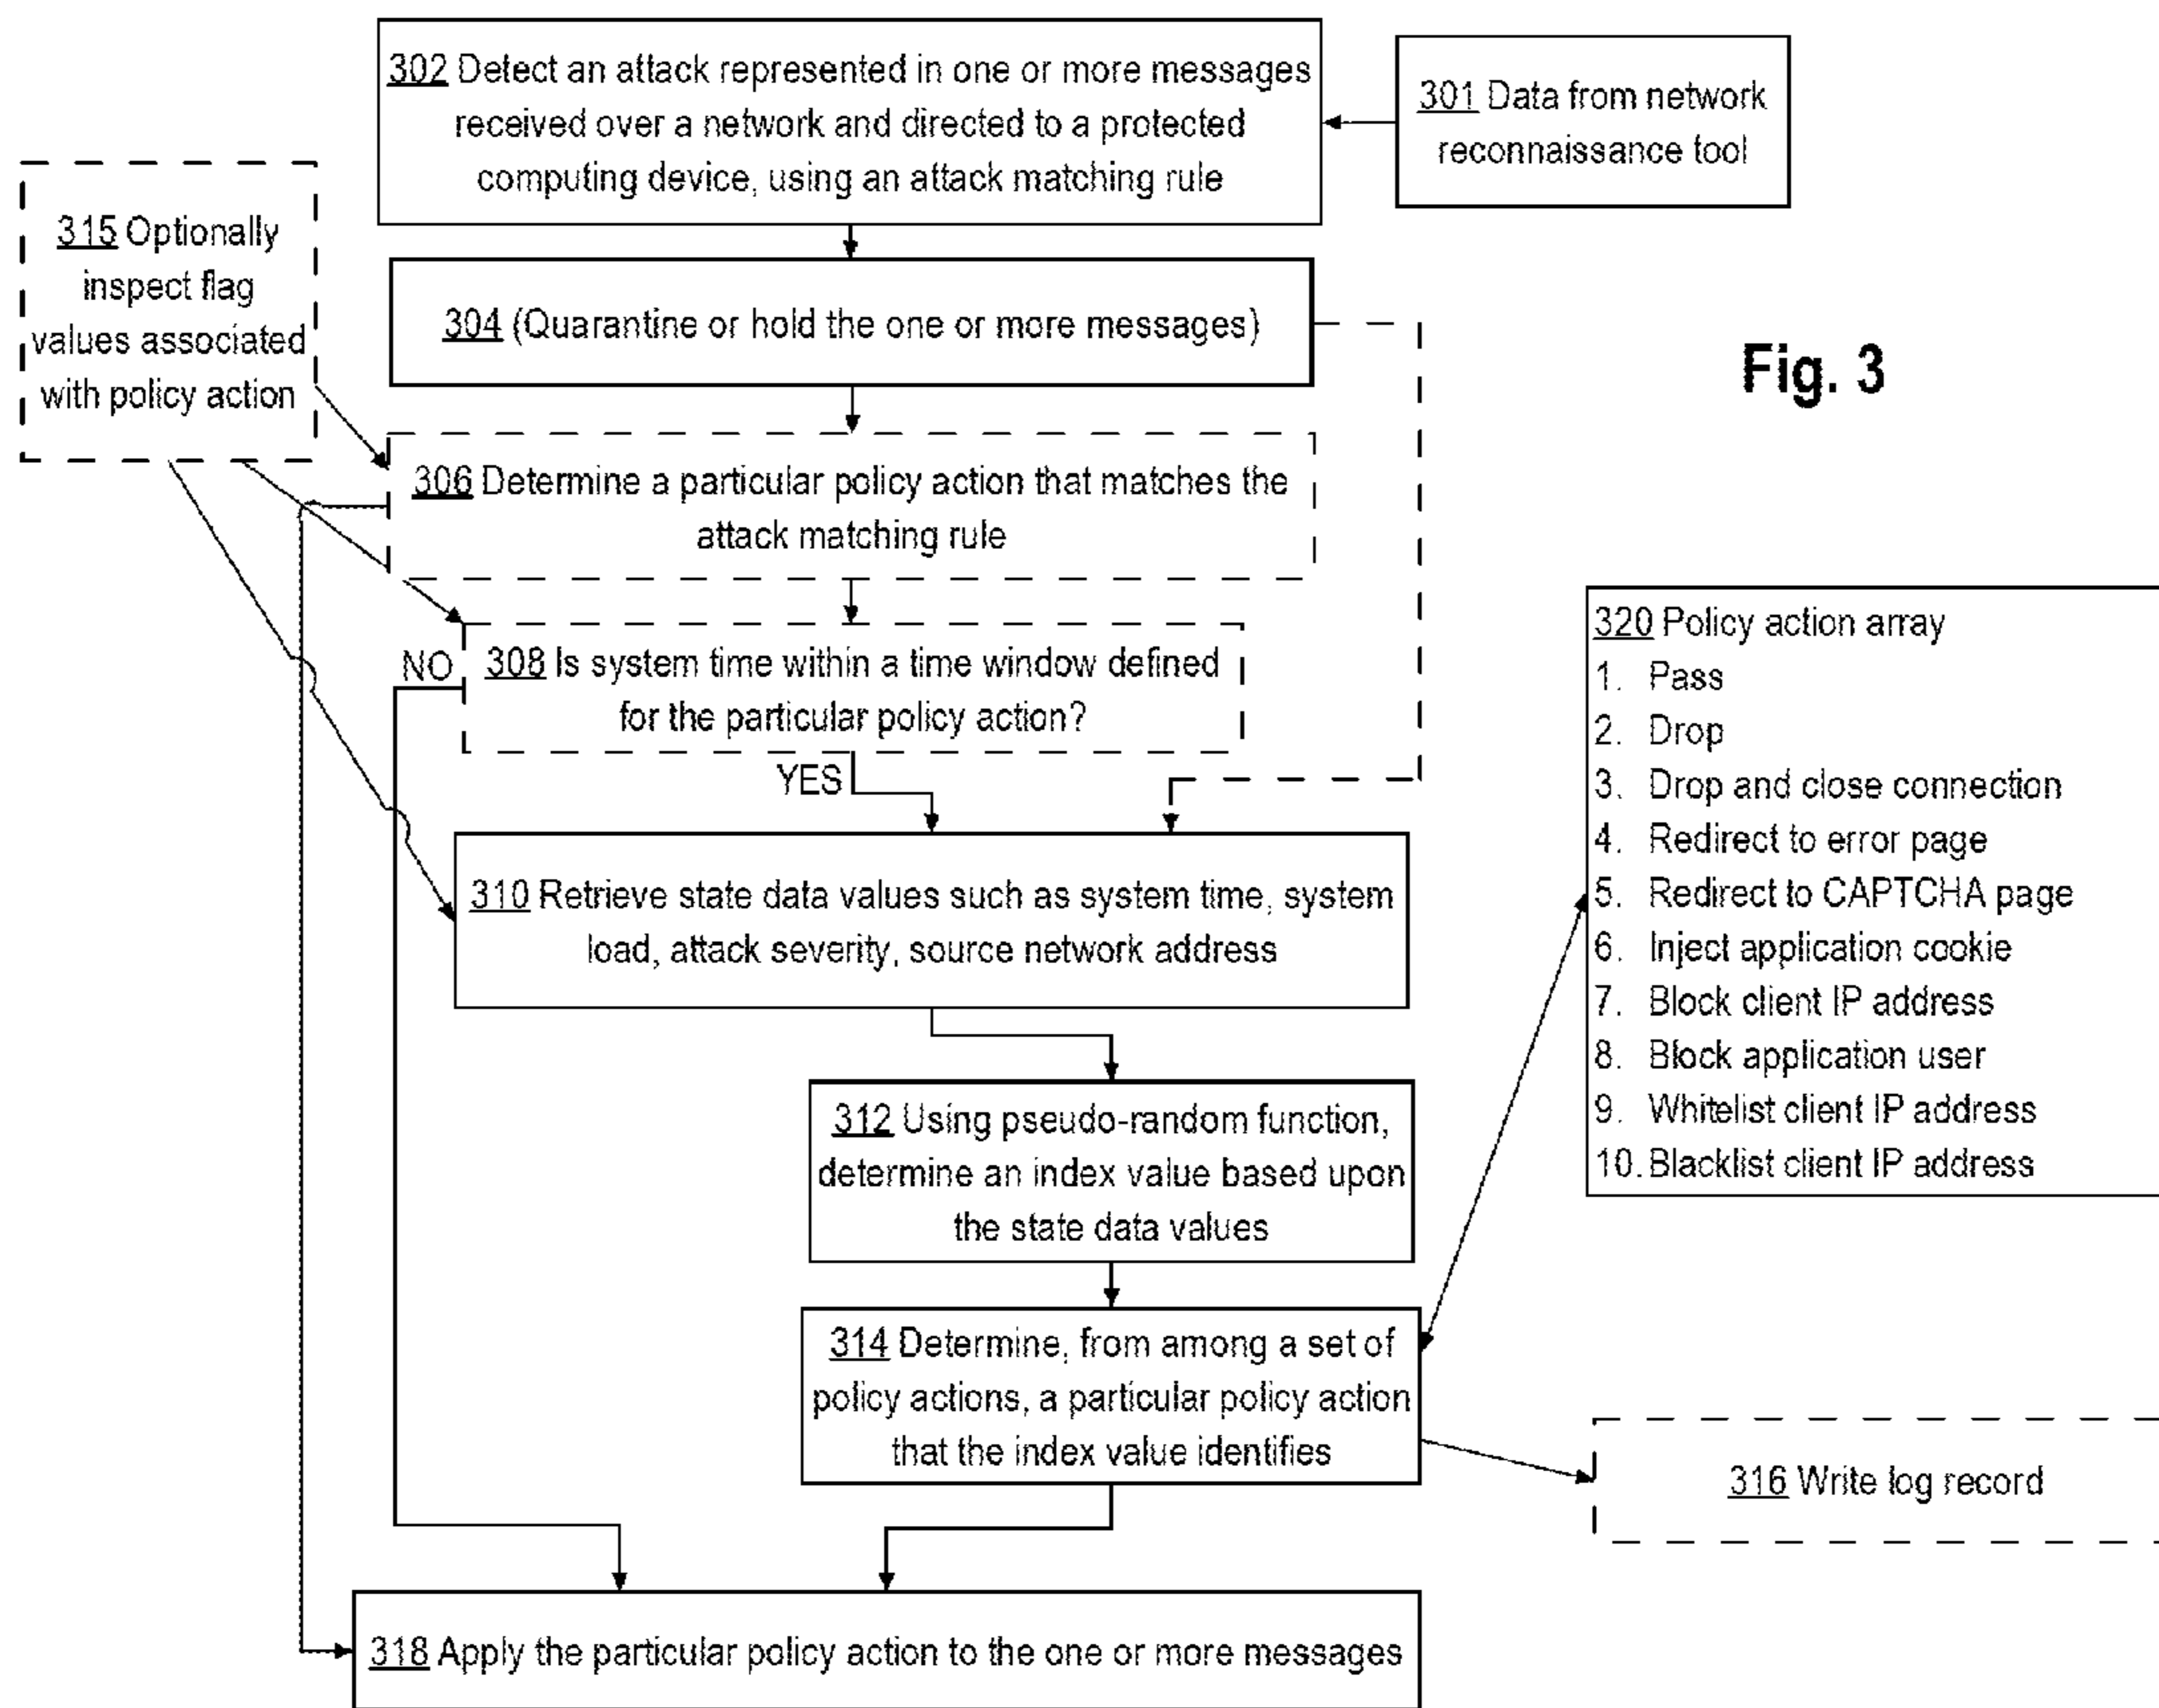 302 Detect an attack represented in one or more messages
received over a network and directed to a protected
computing device, using an attack matching rule
301 Data from network
reconnaissance tool
315 Optionally
inspect flag
values associated
with policy action
304 (Quarantine or hold the one or more messages)
Fig. 3
306 Determine a particular policy action that matches the
attack matching rule
NO
308 Is system time within a time window defined
for the particular policy action?
YES
310 Retrieve state data values such as system time, system
load, attack severity, source network address
320 Policy action array
1. Pass
2. Drop
3. Drop and close connection
4. Redirect to error page
5. Redirect to CAPTCHA page
6. Inject application cookie
7. Block client IP address
8. Block application user
9. Whitelist client IP address
10. Blacklist client IP address
312 Using pseudo-random function,
determine an index value based upon
the state data values
314 Determine, from among a set of
policy actions, a particular policy action
that the index value identifies
316 Write log record
318 Apply the particular policy action to the one or more messages